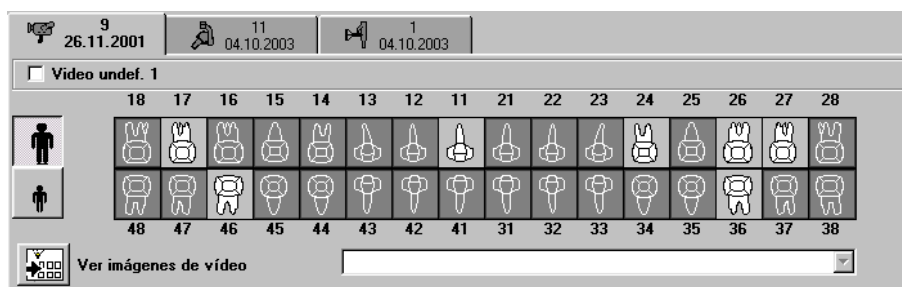 9
26.11.2001
11
04.10.2003
1
04.10.2003
Video undef. 1
18 17 16 15 14 13 12 11 21 22 23 24 25 26 27 28
48 47 46 45 44 43 42 41 31 32 33 34 35 36 37 38
Ver imágenes de vídeo